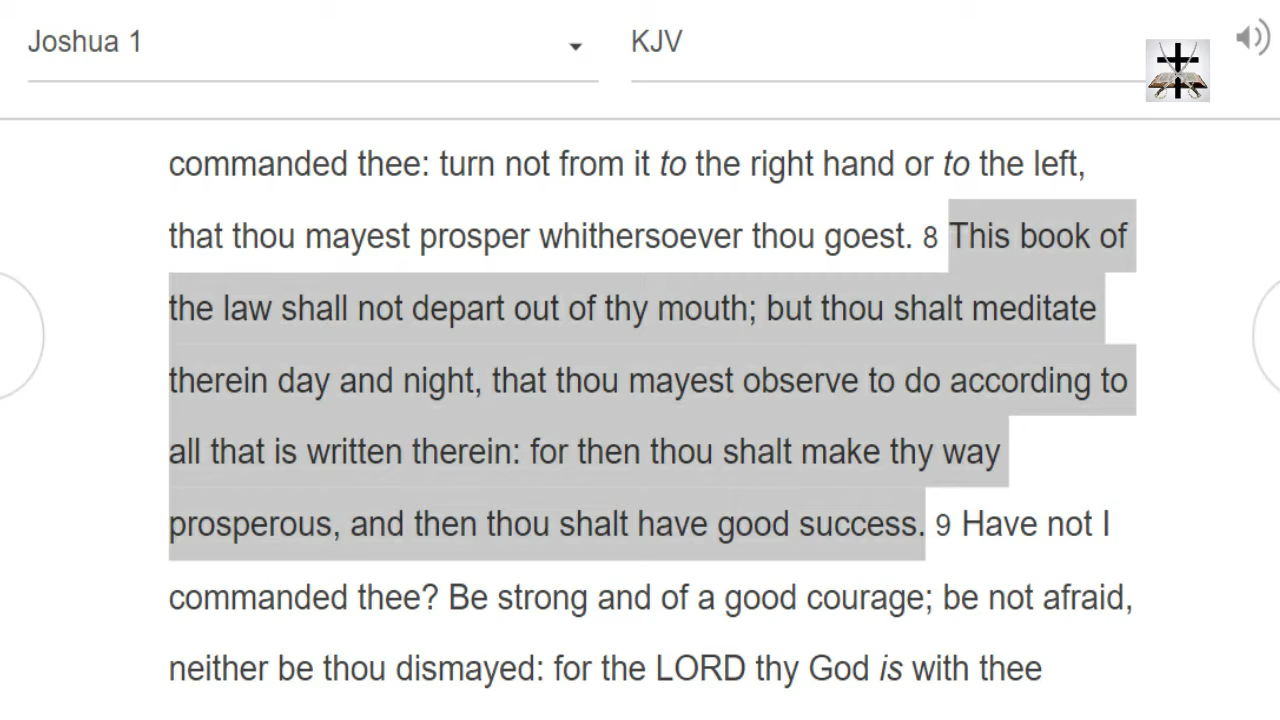 Joshua 1
KJV
commanded thee: turn not from it to the right hand or to the left,
that thou mayest prosper whithersoever thou goest. 8 This book of
the law shall not depart out of thy mouth; but thou shalt meditate
therein day and night, that thou mayest observe to do according to
all that is written therein: for then thou shalt make thy way
prosperous, and then thou shalt have good success. 9 Have not I
commanded thee? Be strong and of a good courage; be not afraid,
neither be thou dismayed: for the LORD thy God is with thee